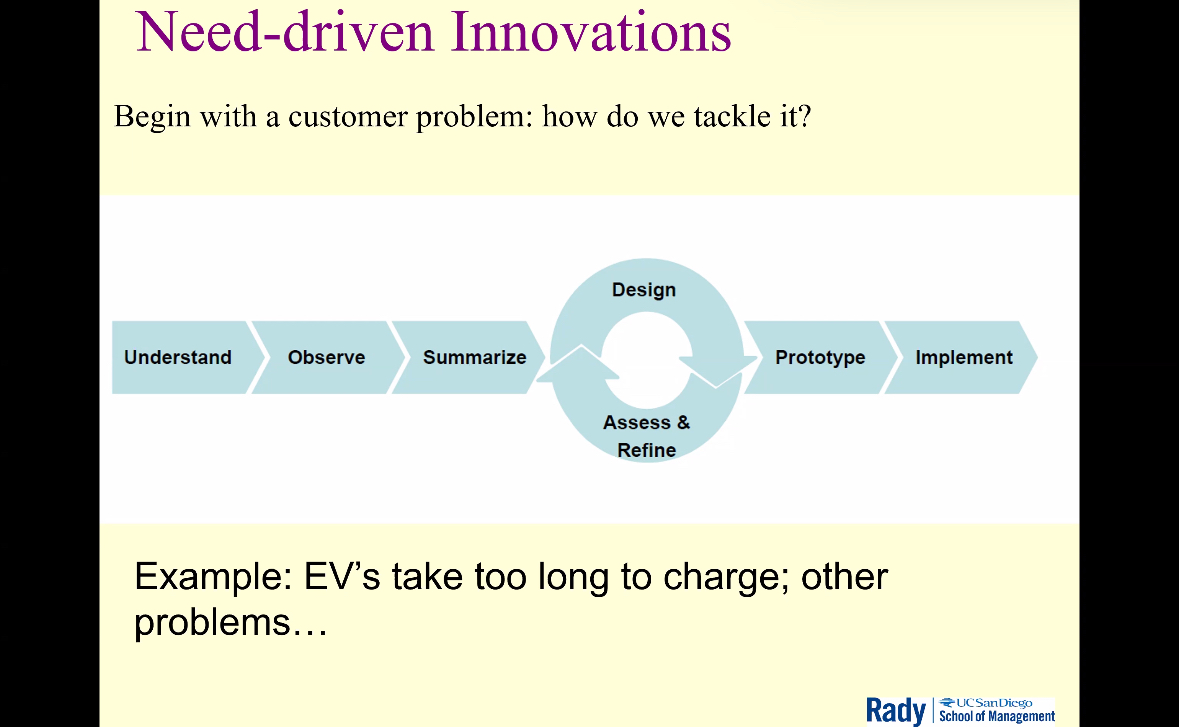 Need-driven Innovations
Begin with a customer problem: how do we tackle it?
Design
Understand
Observe
Summarize
Prototype
Implement
Assess &
Refine
Example: EV’s take too long to charge; other
problems…
Rady
UC San Diego
School of Management